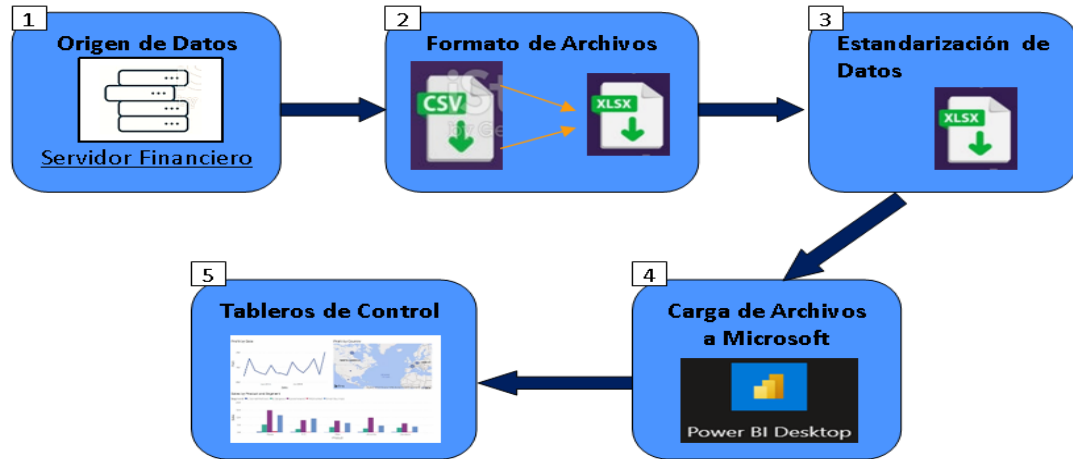 1
Origen de Datos
Servidor Financiero
2
Formato de Archivos
CSV
XLSX
3
Estandarización de
Datos
XLSX
4
Carga de Archivos
a Microsoft
Power BI Desktop
5
Tableros de Control